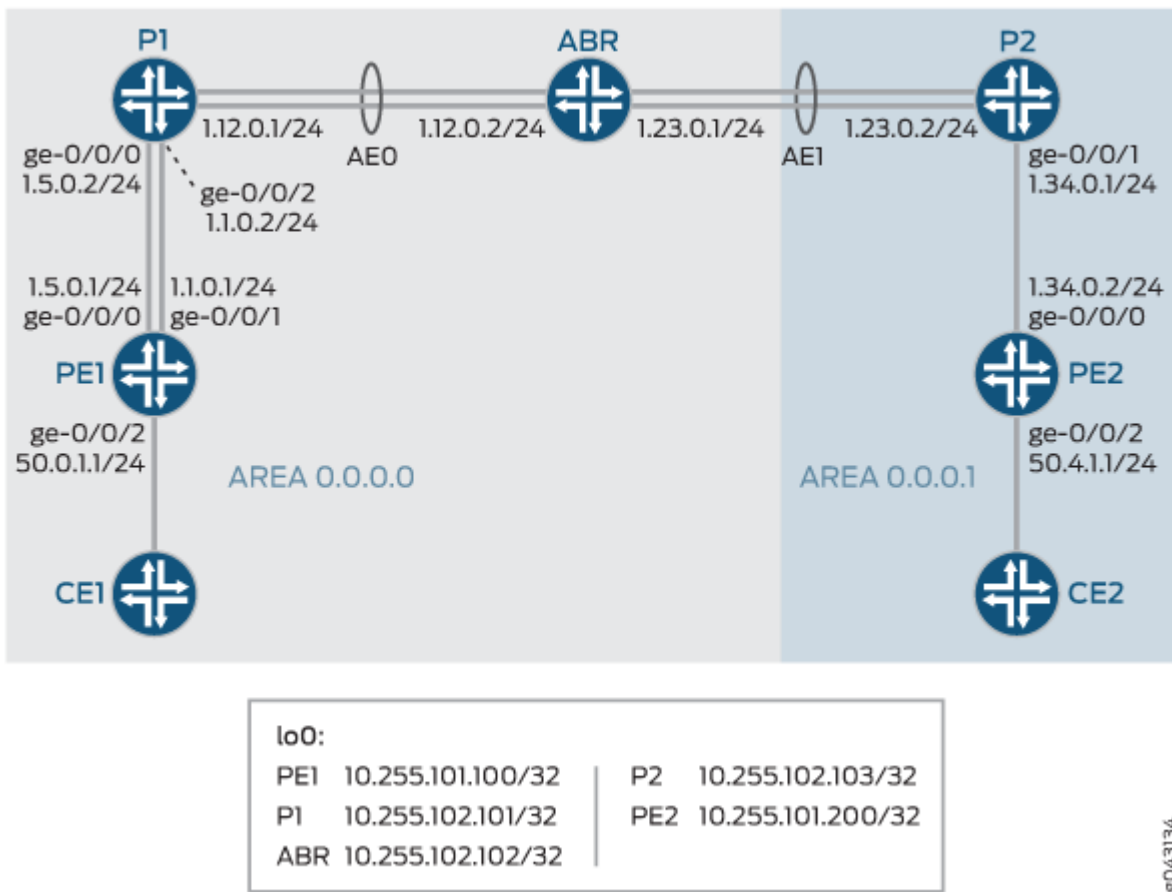 P1
ABR
P2
1.12.0.1/24
1.12.0.2/24
1.23.0.1/24
1.23.0.2/24
AE0
AE1
ge-0/0/0
1.5.0.2/24
ge-0/0/2
1.1.0.2/24
ge-0/0/1
1.34.0.1/24
1.5.0.1/24
ge-0/0/0
1.1.0.1/24
ge-0/0/1
1.34.0.2/24
ge-0/0/0
PE1
PE2
ge-0/0/2
50.0.1.1/24
ge-0/0/2
50.4.1.1/24
AREA 0.0.0.0
AREA 0.0.0.1
CE1
CE2
lo0:
PE1 10.255.101.100/32
P1 10.255.102.101/32
ABR 10.255.102.102/32
P2 10.255.102.103/32
PE2 10.255.101.200/32
g043134